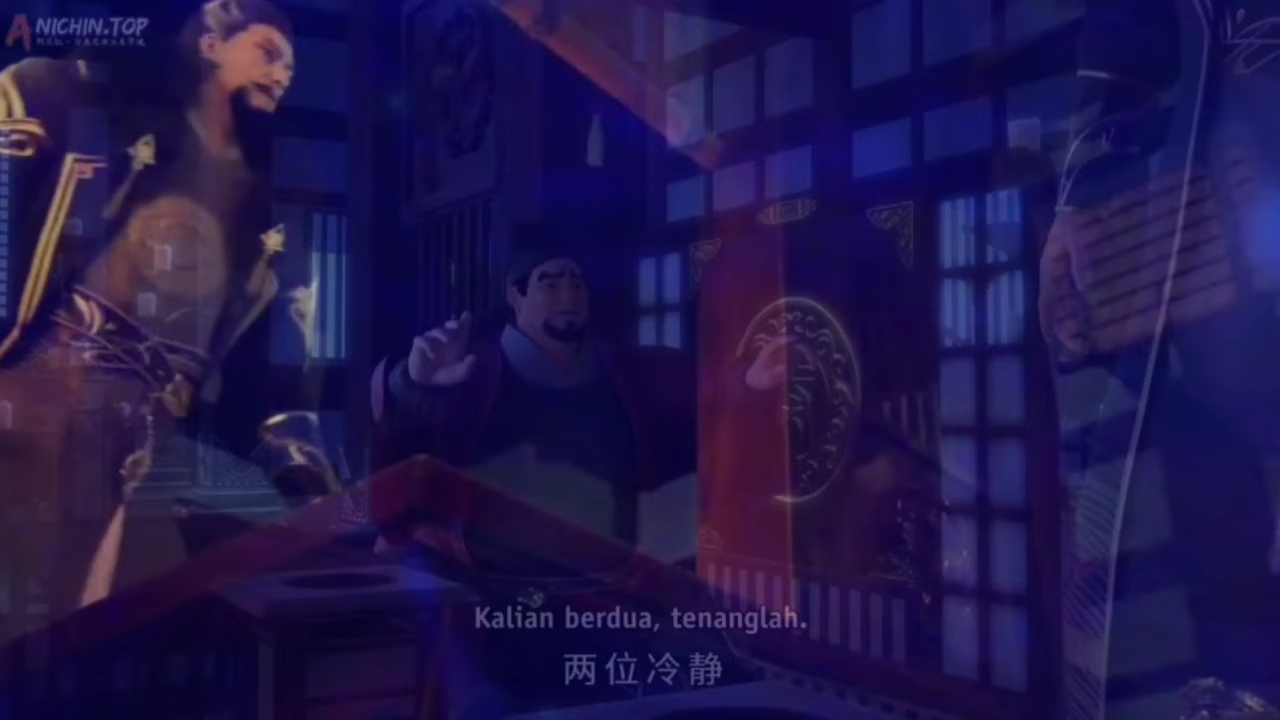 ANICHIN.TOP
Kalian berdua, tenanglah.
两位冷静